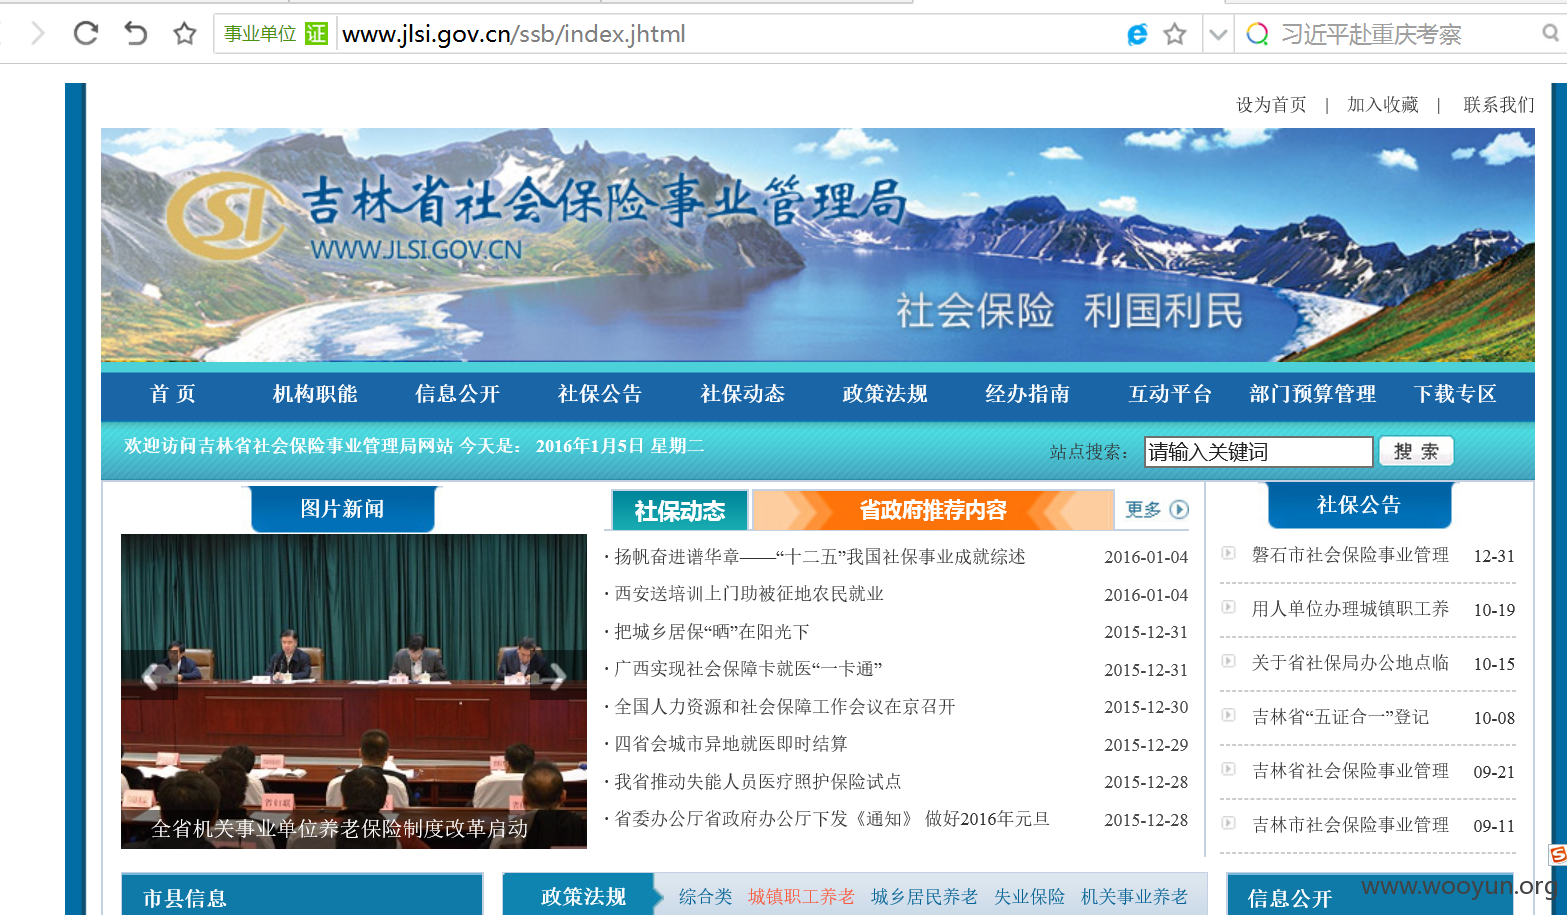 事业单位 证 www.jlsi.gov.cn/ssb/index.jhtml 习近平赴重庆考察
设为首页 | 加入收藏 | 联系我们
SI 吉林省社会保险事业管理局
WWW.JLSI.GOV.CN
社会保险 利国利民
首 页 机构职能 信息公开 社保公告 社保动态 政策法规 经办指南 互动平台 部门预算管理 下载专区
欢迎访问吉林省社会保险事业管理局网站 今天是： 2016年1月5日 星期二 站点搜索： 请输入关键词 搜 索
图片新闻
全省机关事业单位养老保险制度改革启动
社保动态 省政府推荐内容 更多
· 扬帆奋进谱华章——“十二五”我国社保事业成就综述 2016-01-04
· 西安送培训上门助被征地农民就业 2016-01-04
· 把城乡居保“晒”在阳光下 2015-12-31
· 广西实现社会保障卡就医“一卡通” 2015-12-31
· 全国人力资源和社会保障工作会议在京召开 2015-12-30
· 四省会城市异地就医即时结算 2015-12-29
· 我省推动失能人员医疗照护保险试点 2015-12-28
· 省委办公厅省政府办公厅下发《通知》 做好2016年元旦 2015-12-28
社保公告
磐石市社会保险事业管理 12-31
用人单位办理城镇职工养 10-19
关于省社保局办公地点临 10-15
吉林省“五证合一”登记 10-08
吉林省社会保险事业管理 09-21
吉林市社会保险事业管理 09-11
市县信息
政策法规 综合类 城镇职工养老 城乡居民养老 失业保险 机关事业养老
信息公开
www.wooyun.org